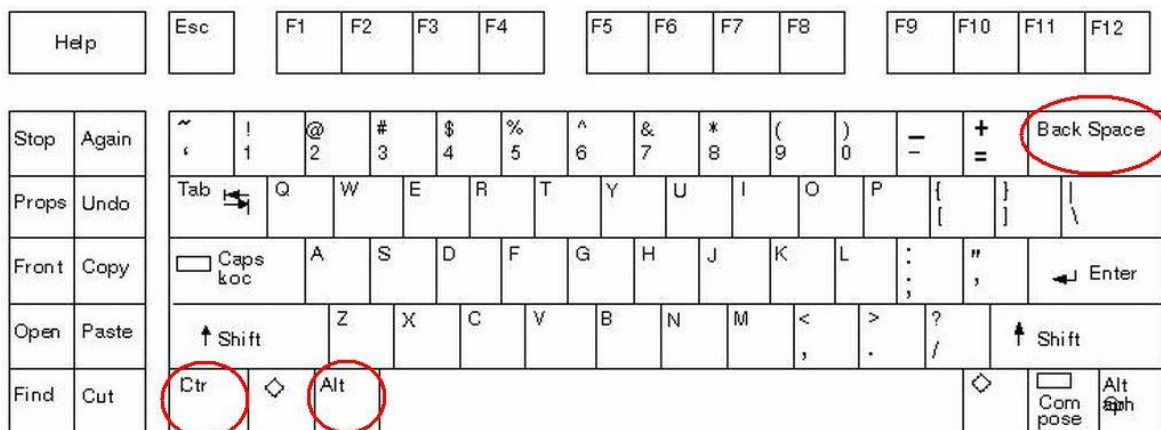 Help Esc F1 F2 F3 F4 F5 F6 F7 F8 F9 F10 F11 F12
Stop Again ~ ! @ # $ % ^ & * ( ) _ + Back Space
‘ 1 2 3 4 5 6 7 8 9 0 - =
Props Undo Tab Q W E R T Y U I O P { } |
[ ] \
Front Copy Caps A S D F G H J K L : " Enter
koc ; ,
Open Paste Shift Z X C V B N M < > ? Shift
, . /
Find Cut Ctr Alt Com Alt
pose